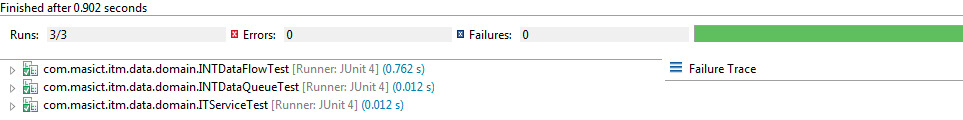 Finished after 0.902 seconds
Runs: 3/3 Errors: 0 Failures: 0
com.masict.itm.data.domain.INTDataFlowTest [Runner: JUnit 4] (0.762 s)
Failure Trace
com.masict.itm.data.domain.INTDataQueueTest [Runner: JUnit 4] (0.012 s)
com.masict.itm.data.domain.ITServiceTest [Runner: JUnit 4] (0.012 s)